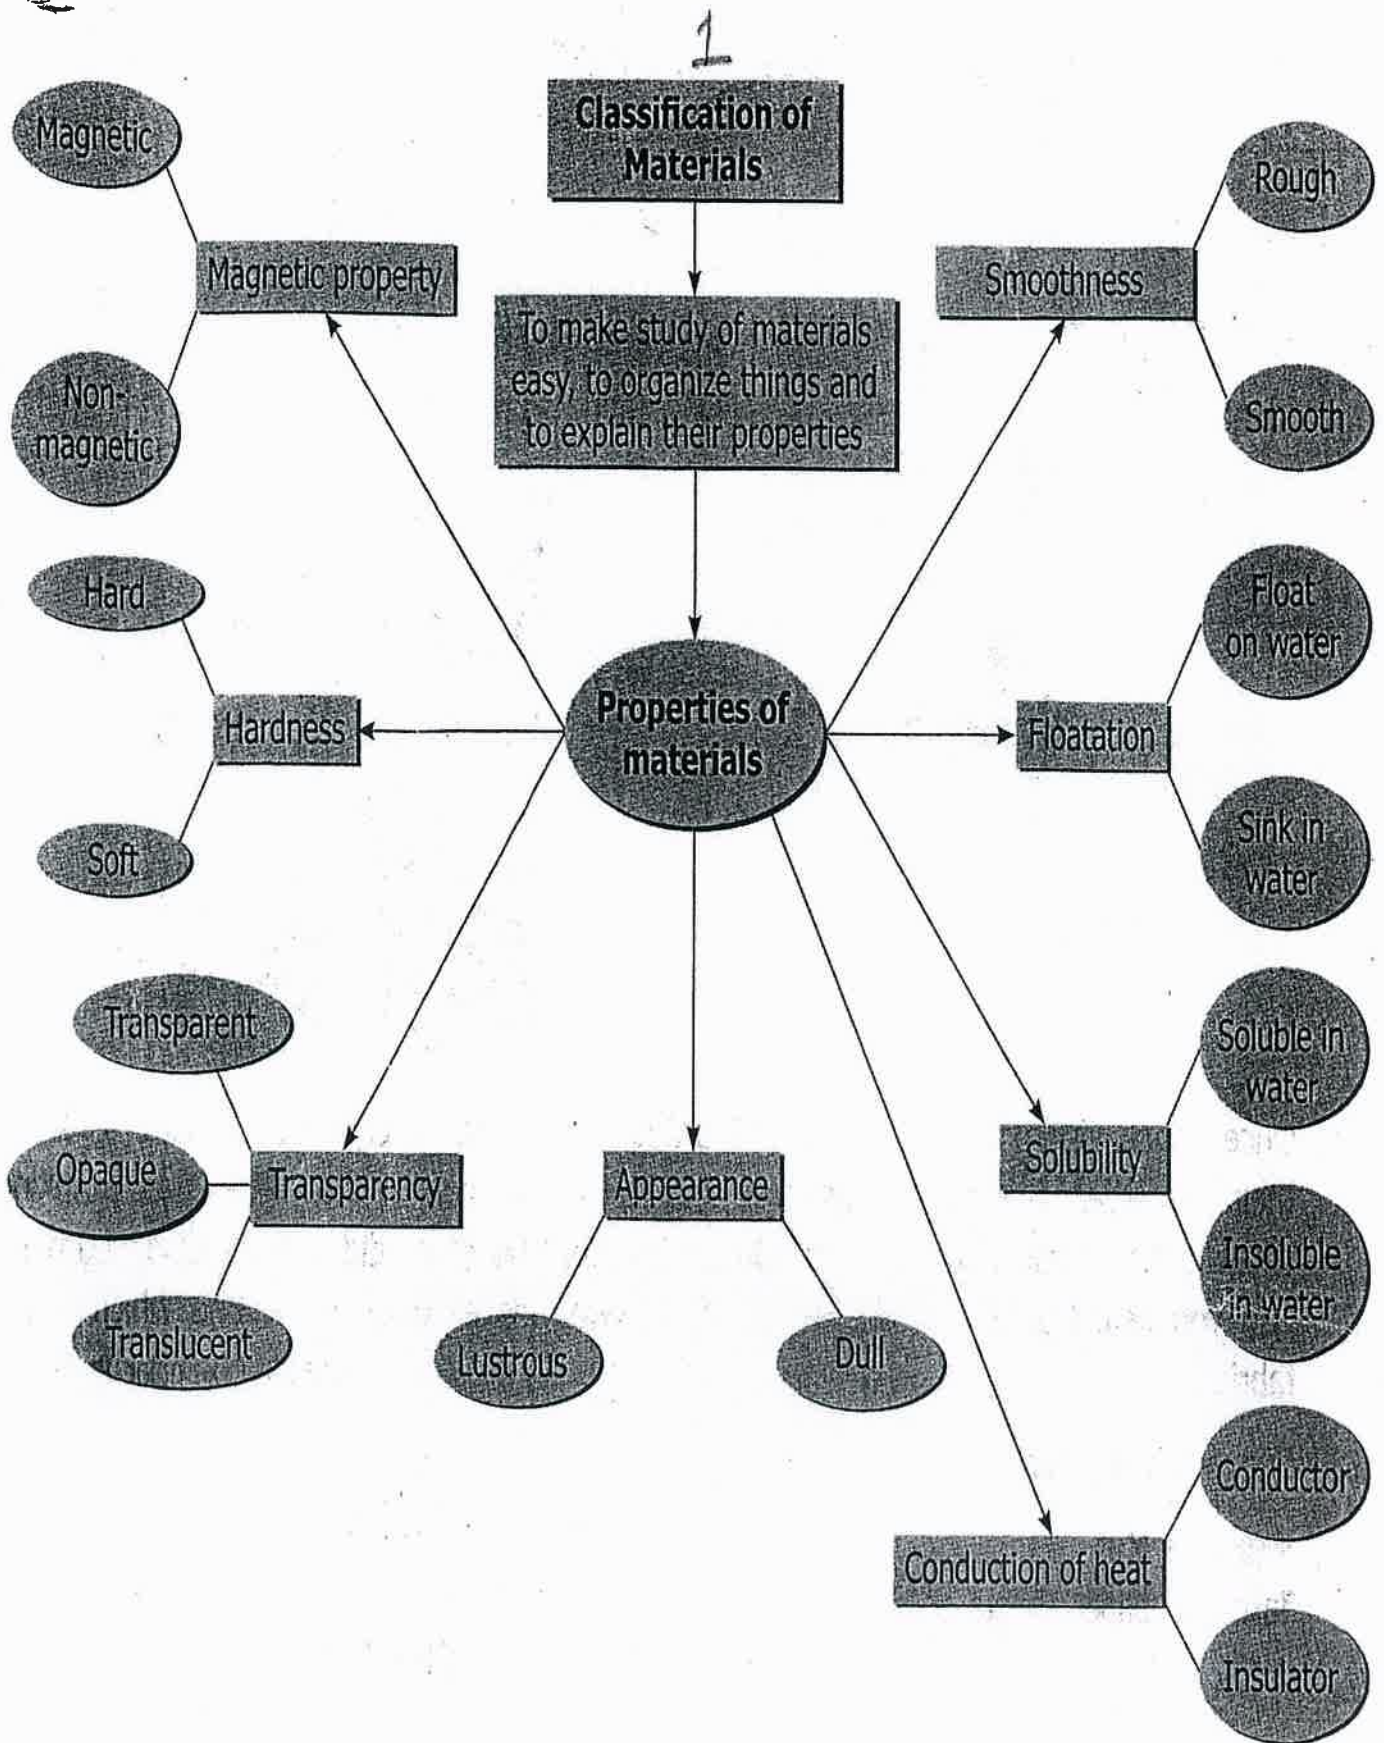 1
Classification of
Materials
To make study of materials
easy, to organize things and
to explain their properties
Properties of
materials
Magnetic property
Magnetic
Non-
magnetic
Hardness
Hard
Soft
Transparency
Transparent
Opaque
Translucent
Appearance
Lustrous
Dull
Smoothness
Rough
Smooth
Floatation
Float
on water
Sink in
water
Solubility
Soluble in
water
Insoluble
in water
Conduction of heat
Conductor
Insulator